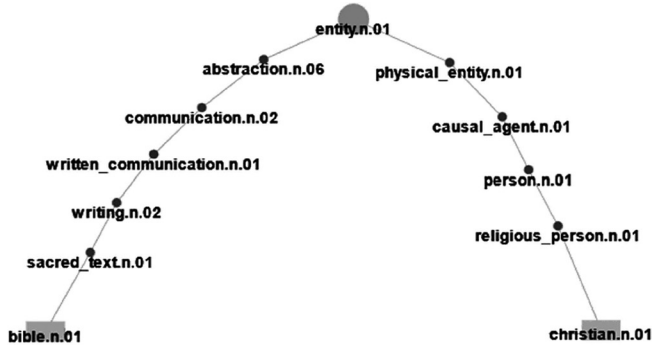 entity.n.01
abstraction.n.06
physical_entity.n.01
communication.n.02
causal_agent.n.01
written_communication.n.01
person.n.01
writing.n.02
religious_person.n.01
sacred_text.n.01
bible.n.01
christian.n.01